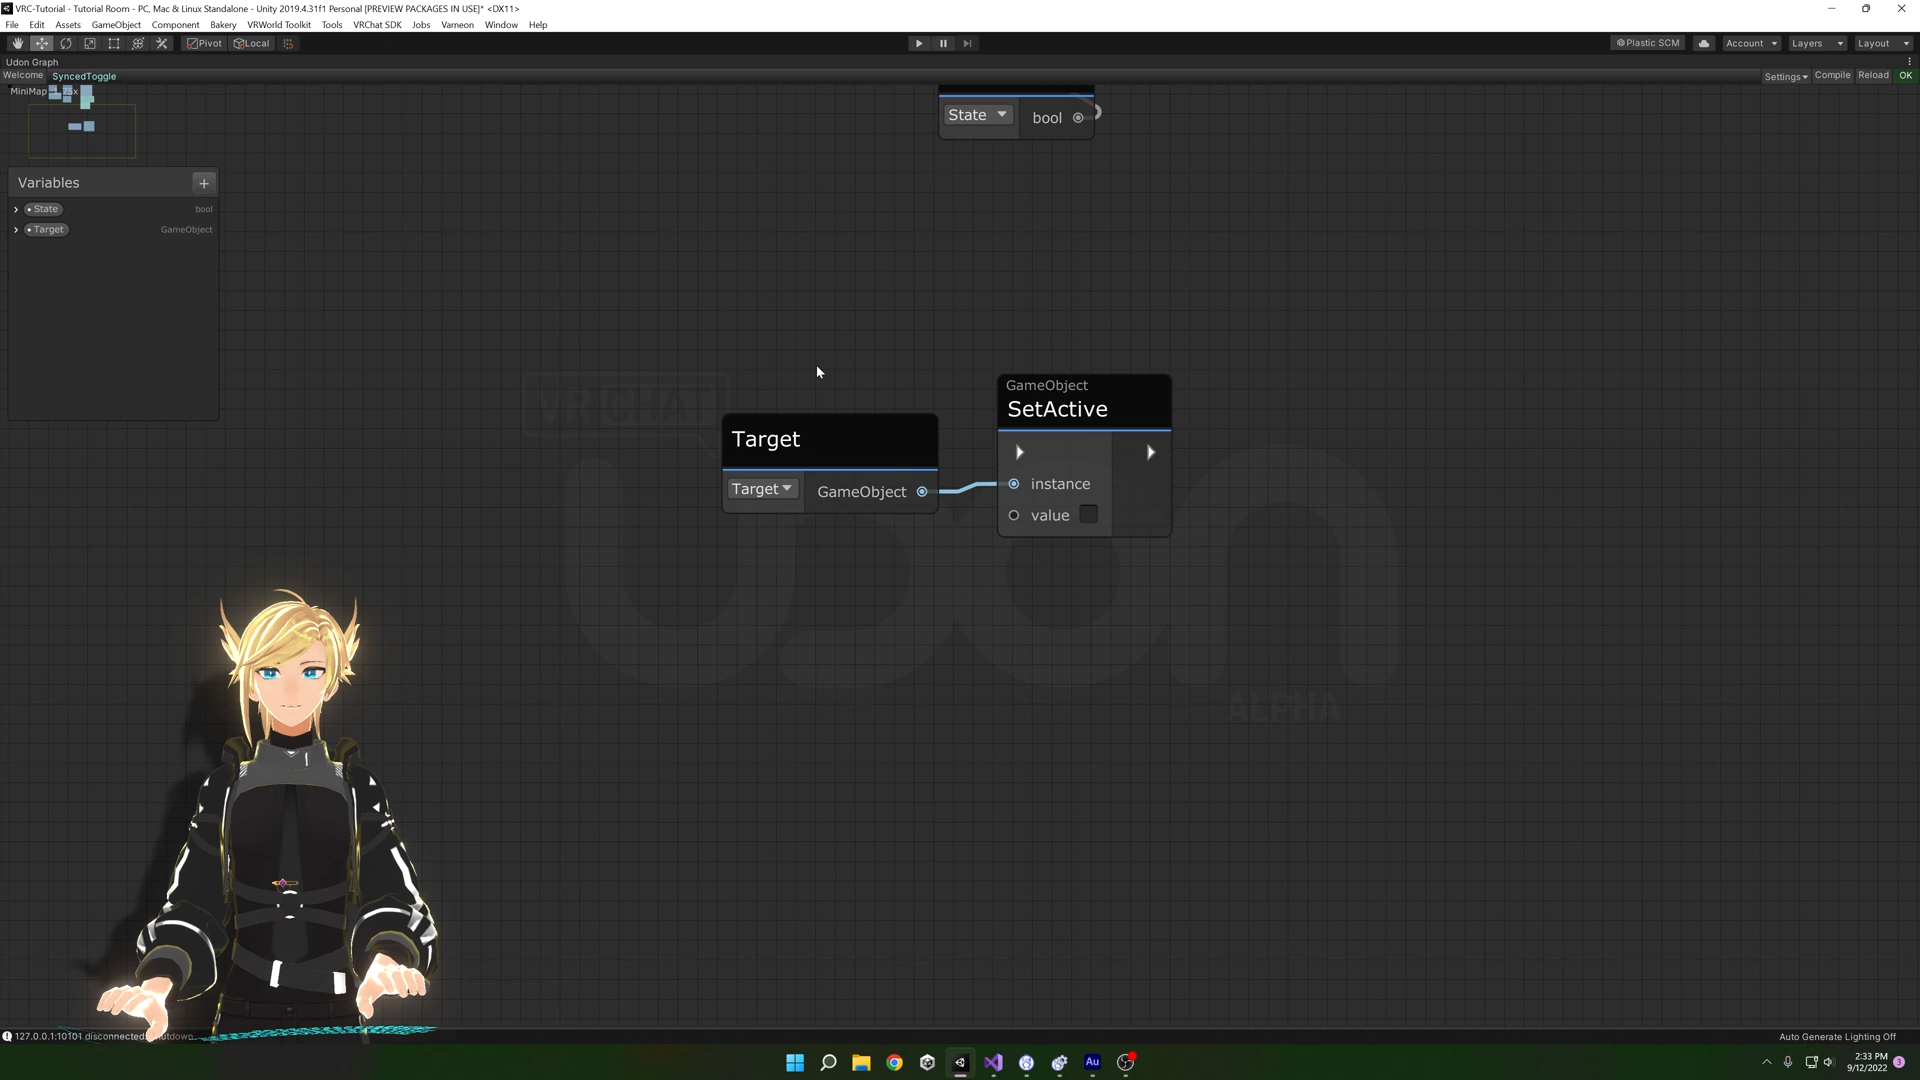 VRC-Tutorial - Tutorial Room - PC, Mac & Linux Standalone - Unity 2019.4.31f1 Personal [PREVIEW PACKAGES IN USE]* <DX11>
File Edit Assets GameObject Component Bakery VRWorld Toolkit Tools VRChat SDK Jobs Varneon Window Help
Pivot Local Plastic SCM Account Layers Layout
Udon Graph
Welcome SyncedToggle Settings Compile Reload OK
MiniMap
State bool
Variables +
State bool
Target GameObject
VRCHAT
GameObject
SetActive
Target
Target GameObject
instance
value
udon
ALPHA
127.0.0.1:10101 disconnected
Auto Generate Lighting Off
Au
2:33 PM
9/12/2022
3